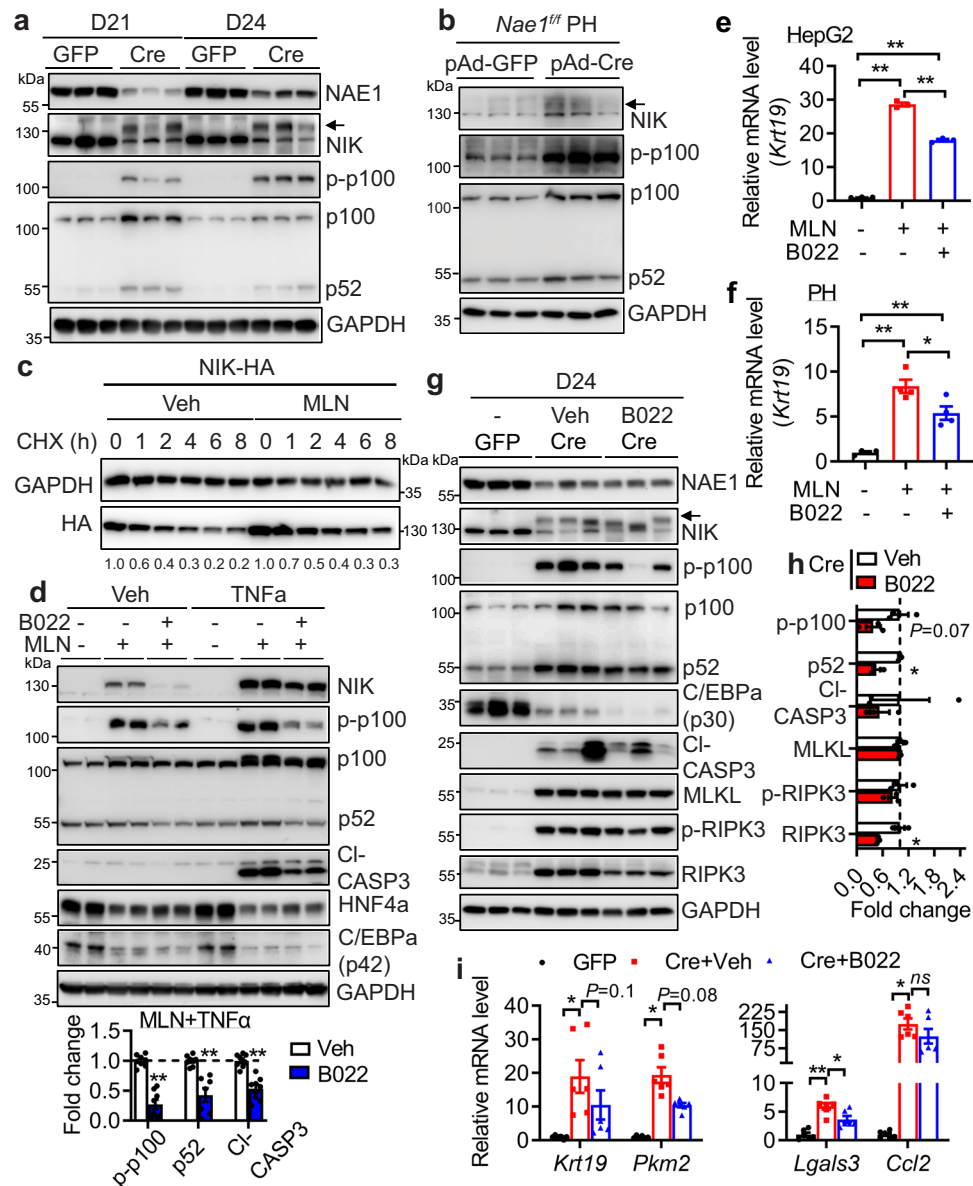 a
D21 D24
GFP Cre GFP Cre
kDa
55
NAE1
130
NIK
100
p-p100
100
p100
55
p52
35
GAPDH
b
Nae1f/f PH
pAd-GFP pAd-Cre
kDa
130
NIK
100
p-p100
100
p100
55
p52
35
GAPDH
c
NIK-HA
Veh MLN
CHX (h) 0 1 2 4 6 8 0 1 2 4 6 8
kDa
GAPDH
35
HA
130
1.0 0.6 0.4 0.3 0.2 0.2 1.0 0.7 0.5 0.4 0.3 0.3
d
Veh TNFa
B022 - - + - - +
MLN - + + - + +
kDa
130
NIK
100
p-p100
100
p100
55
p52
25
Cl-
CASP3
55
HNF4a
40
C/EBPa
(p42)
35
GAPDH
MLN+TNFα
Fold change
1.5
1.0
0.5
0.0
** ** **
Veh
B022
p-p100
p52
Cl-
CASP3
e
HepG2
Relative mRNA level
(Krt19)
40
30
20
10
0
**
** **
MLN - + +
B022 - - +
f
PH
Relative mRNA level
(Krt19)
15
10
5
0
**
** *
MLN - + +
B022 - - +
g
D24
- Veh B022
GFP Cre Cre
kDa
55
NAE1
130
NIK
100
p-p100
100
p100
55
p52
35
C/EBPa
(p30)
25
Cl-
CASP3
55
MLKL
55
p-RIPK3
55
RIPK3
40
GAPDH
h
Cre
Veh
B022
p-p100
P=0.07
p52
*
Cl-
CASP3
MLKL
p-RIPK3
RIPK3
*
0.0 0.6 1.2 1.8 2.4
Fold change
i
GFP Cre+Veh Cre+B022
Relative mRNA level
40
30
20
10
0
* P=0.1
* P=0.08
Krt19 Pkm2
225
150
75
10
5
0
** *
* ns
Lgals3 Ccl2